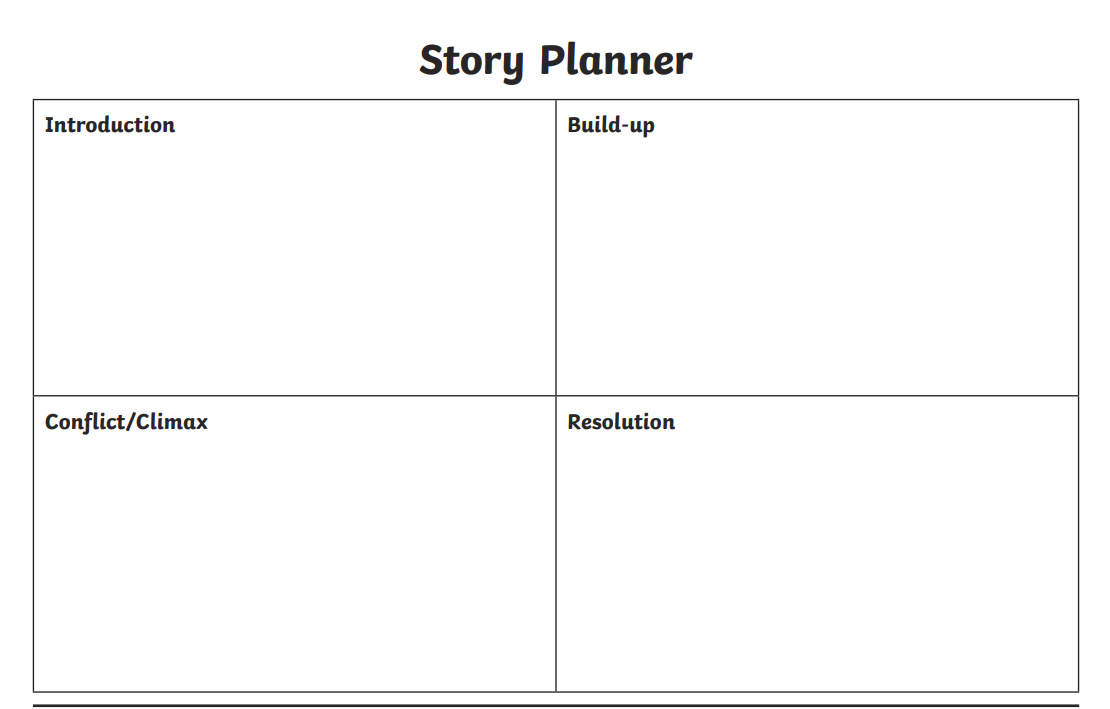 Story Planner
Introduction
Build-up
Conflict/Climax
Resolution